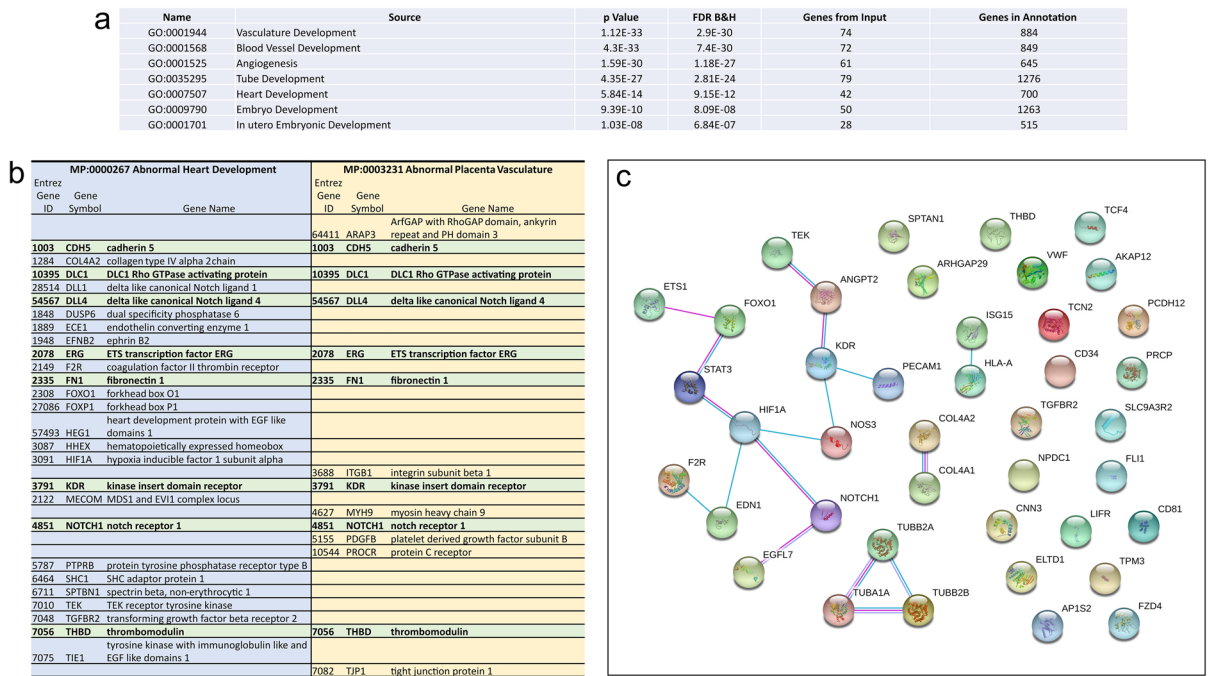 a
Name Source p Value FDR B&H Genes from Input Genes in Annotation
GO:0001944 Vasculature Development 1.12E-33 2.9E-30 74 884
GO:0001568 Blood Vessel Development 4.3E-33 7.4E-30 72 849
GO:0001525 Angiogenesis 1.59E-30 1.18E-27 61 645
GO:0035295 Tube Development 4.35E-27 2.81E-24 79 1276
GO:0007507 Heart Development 5.84E-14 9.15E-12 42 700
GO:0009790 Embryo Development 9.39E-10 8.09E-08 50 1263
GO:0001701 In utero Embryonic Development 1.03E-08 6.84E-07 28 515
b
MP:0000267 Abnormal Heart Development MP:0003231 Abnormal Placenta Vasculature
Entrez Entrez
Gene Gene Gene Gene
ID Symbol Gene Name ID Symbol Gene Name
ArfGAP with RhoGAP domain, ankyrin
64411 ARAP3 repeat and PH domain 3
1003 CDH5 cadherin 5 1003 CDH5 cadherin 5
1284 COL4A2 collagen type IV alpha 2chain
10395 DLC1 DLC1 Rho GTPase activating protein 10395 DLC1 DLC1 Rho GTPase activating protein
28514 DLL1 delta like canonical Notch ligand 1
54567 DLL4 delta like canonical Notch ligand 4 54567 DLL4 delta like canonical Notch ligand 4
1848 DUSP6 dual specificity phosphatase 6
1889 ECE1 endothelin converting enzyme 1
1948 EFNB2 ephrin B2
2078 ERG ETS transcription factor ERG 2078 ERG ETS transcription factor ERG
2149 F2R coagulation factor II thrombin receptor
2335 FN1 fibronectin 1 2335 FN1 fibronectin 1
2308 FOXO1 forkhead box O1
27086 FOXP1 forkhead box P1
heart development protein with EGF like
57493 HEG1 domains 1
3087 HHEX hematopoietically expressed homeobox
3091 HIF1A hypoxia inducible factor 1 subunit alpha
3688 ITGB1 integrin subunit beta 1
3791 KDR kinase insert domain receptor 3791 KDR kinase insert domain receptor
2122 MECOM MDS1 and EVI1 complex locus
4627 MYH9 myosin heavy chain 9
4851 NOTCH1 notch receptor 1 4851 NOTCH1 notch receptor 1
5155 PDGFB platelet derived growth factor subunit B
10544 PROCR protein C receptor
5787 PTPRB protein tyrosine phosphatase receptor type B
6464 SHC1 SHC adaptor protein 1
6711 SPTBN1 spectrin beta, non-erythrocytic 1
7010 TEK TEK receptor tyrosine kinase
7048 TGFBR2 transforming growth factor beta receptor 2
7056 THBD thrombomodulin 7056 THBD thrombomodulin
tyrosine kinase with immunoglobulin like and
7075 TIE1 EGF like domains 1
7082 TJP1 tight junction protein 1
c
TEK
SPTAN1
THBD
TCF4
ETS1
ANGPT2
ARHGAP29
VWF
AKAP12
FOXO1
KDR
ISG15
TCN2
PCDH12
STAT3
PECAM1
HLA-A
CD34
PRCP
HIF1A
NOS3
COL4A2
TGFBR2
SLC9A3R2
F2R
COL4A1
NPDC1
FLI1
EDN1
NOTCH1
CNN3
LIFR
CD81
EGFL7
TUBB2A
ELTD1
TPM3
TUBA1A
TUBB2B
AP1S2
FZD4